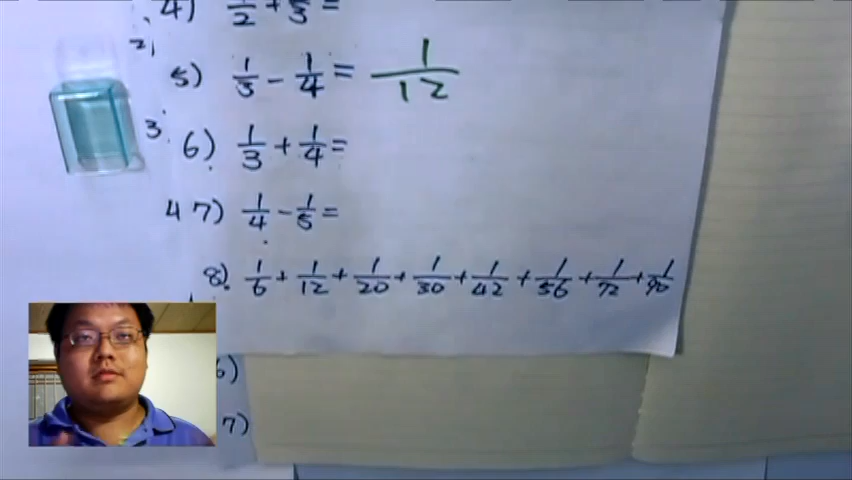 4) 1/2 + 1/3 =
2,
5) 1/3 - 1/4 = 1/12
3.
6) 1/3 + 1/4 =
4 7) 1/4 - 1/5 =
8) 1/6 + 1/12 + 1/20 + 1/30 + 1/42 + 1/56 + 1/72 + 1/90
6)
7)